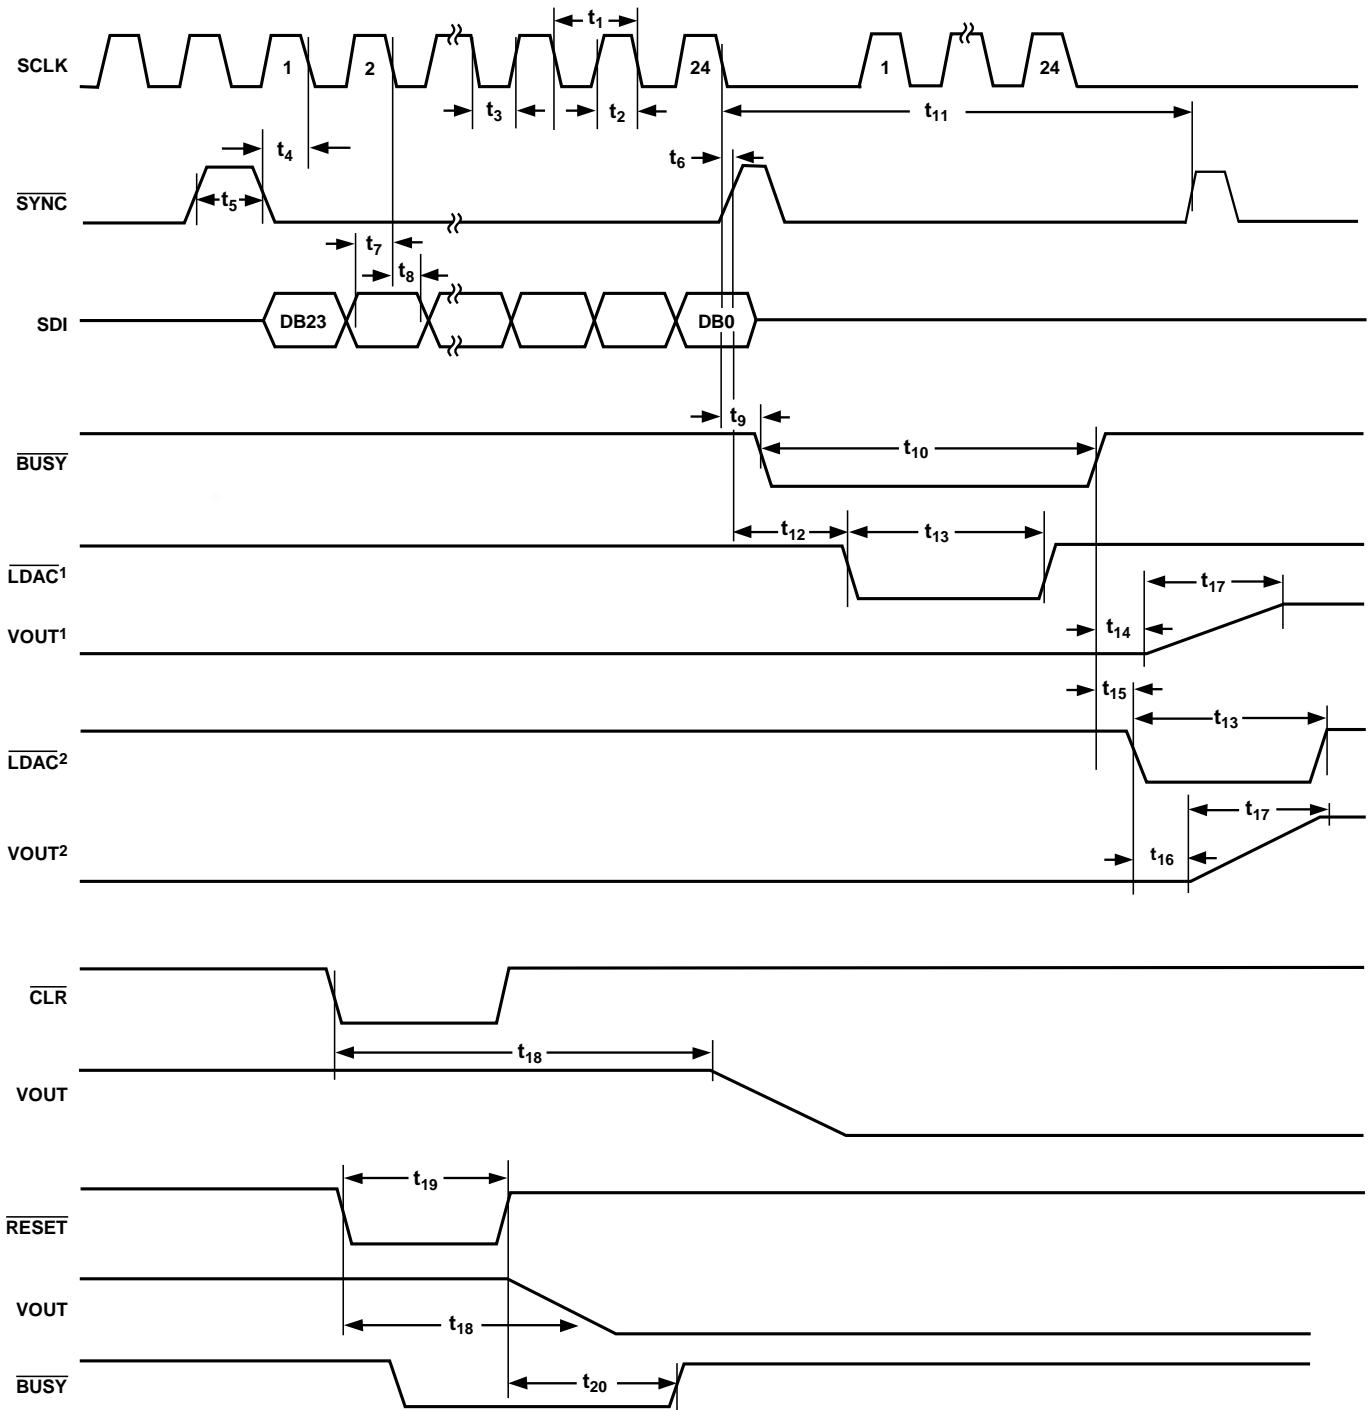 t1
SCLK 1 2 24 1 24
t3 t2 t11
t4 t6
SYNC t5
t7 t8
SDI DB23 DB0
t9
BUSY t10
t12 t13
LDAC1
t17
VOUT1 t14
t15
t13
LDAC2
t17
VOUT2 t16
CLR
t18
VOUT
t19
RESET
VOUT
t18
BUSY t20